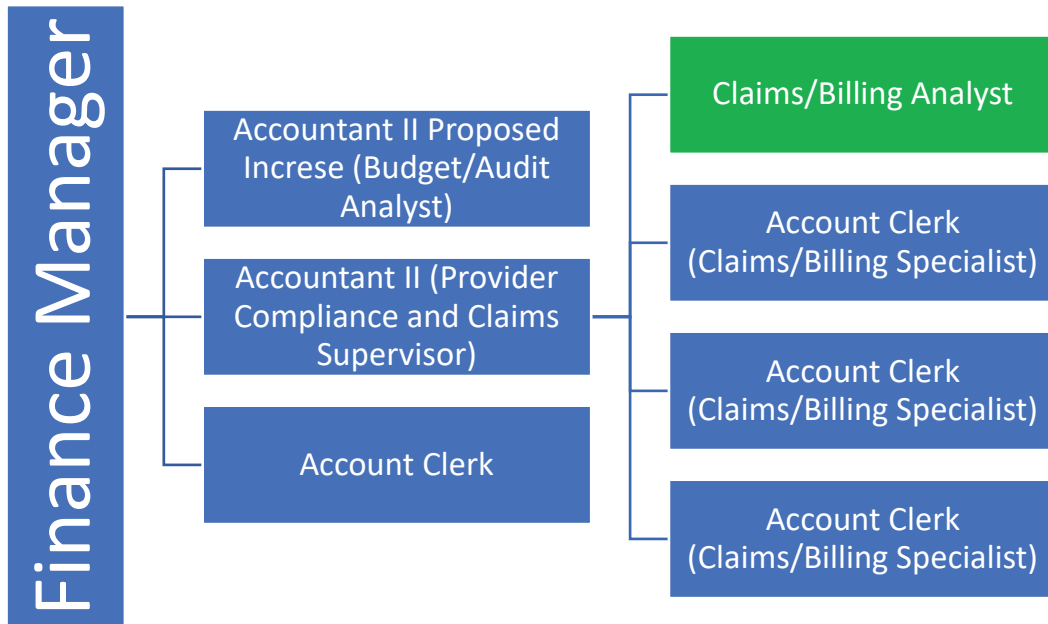 Finance Manager
Accountant II Proposed
Increse (Budget/Audit
Analyst)
Accountant II (Provider
Compliance and Claims
Supervisor)
Account Clerk
Claims/Billing Analyst
Account Clerk
(Claims/Billing Specialist)
Account Clerk
(Claims/Billing Specialist)
Account Clerk
(Claims/Billing Specialist)